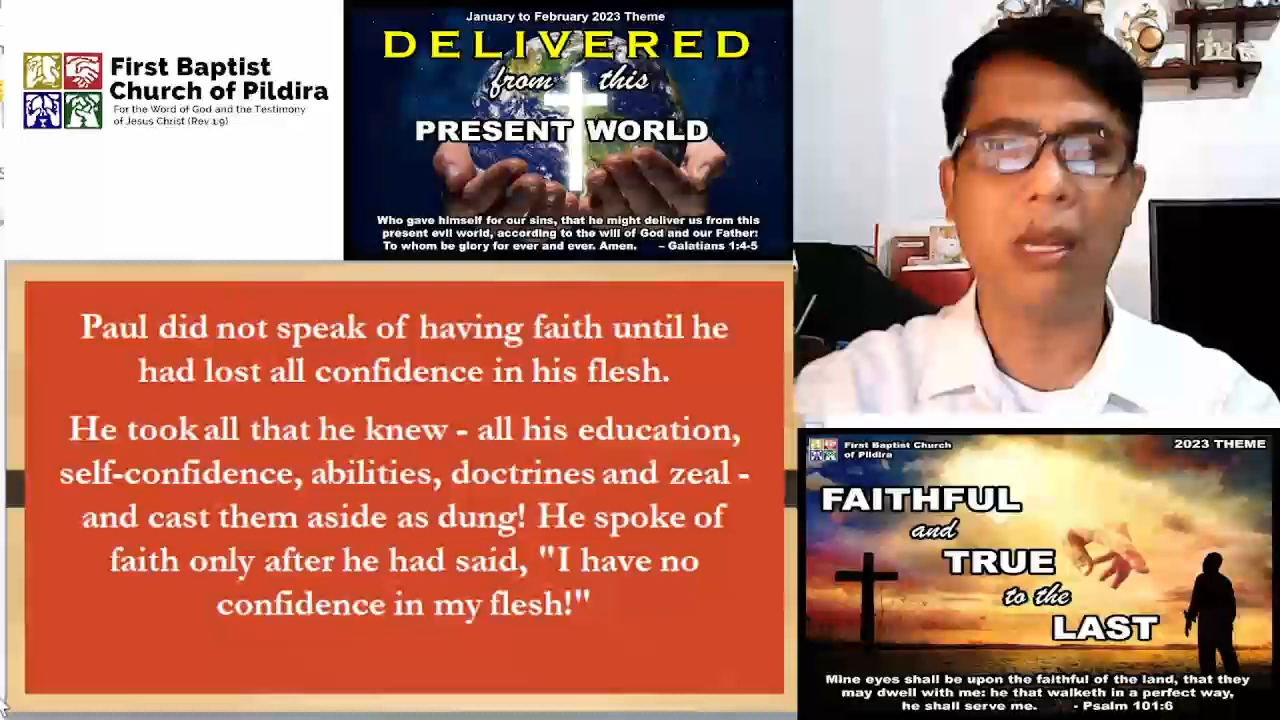 First Baptist
Church of Pildira
For the Word of God and the Testimony
of Jesus Christ (Rev 1:9)
January to February 2023 Theme
DELIVERED
from this
PRESENT WORLD
Who gave himself for our sins, that he might deliver us from this
present evil world, according to the will of God and our Father:
To whom be glory for ever and ever. Amen. – Galatians 1:4-5
Paul did not speak of having faith until he
had lost all confidence in his flesh.
He took all that he knew - all his education,
self-confidence, abilities, doctrines and zeal -
and cast them aside as dung! He spoke of
faith only after he had said, "I have no
confidence in my flesh!"
First Baptist Church
of Pildira
2023 THEME
FAITHFUL
and
TRUE
to the
LAST
Mine eyes shall be upon the faithful of the land, that they
may dwell with me: he that walketh in a perfect way,
he shall serve me. - Psalm 101:6